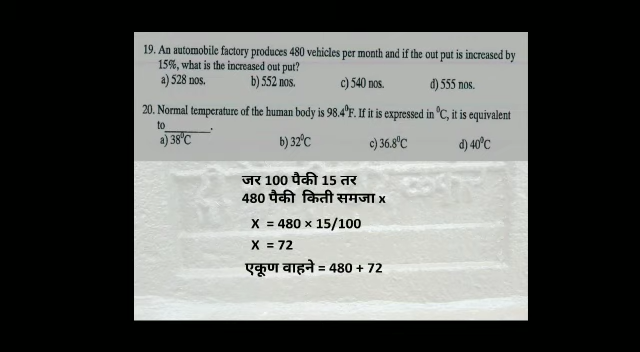 19. An automobile factory produces 480 vehicles per month and if the out put is increased by
15%, what is the increased out put?
a) 528 nos. b) 552 nos. c) 540 nos. d) 555 nos.
20. Normal temperature of the human body is 98.4⁰F. If it is expressed in ⁰C, it is equivalent
to________.
a) 38⁰C b) 32⁰C c) 36.8⁰C d) 40⁰C
जर 100 पैकी 15 तर
480 पैकी किती समजा x
X = 480 × 15/100
X = 72
एकूण वाहने = 480 + 72